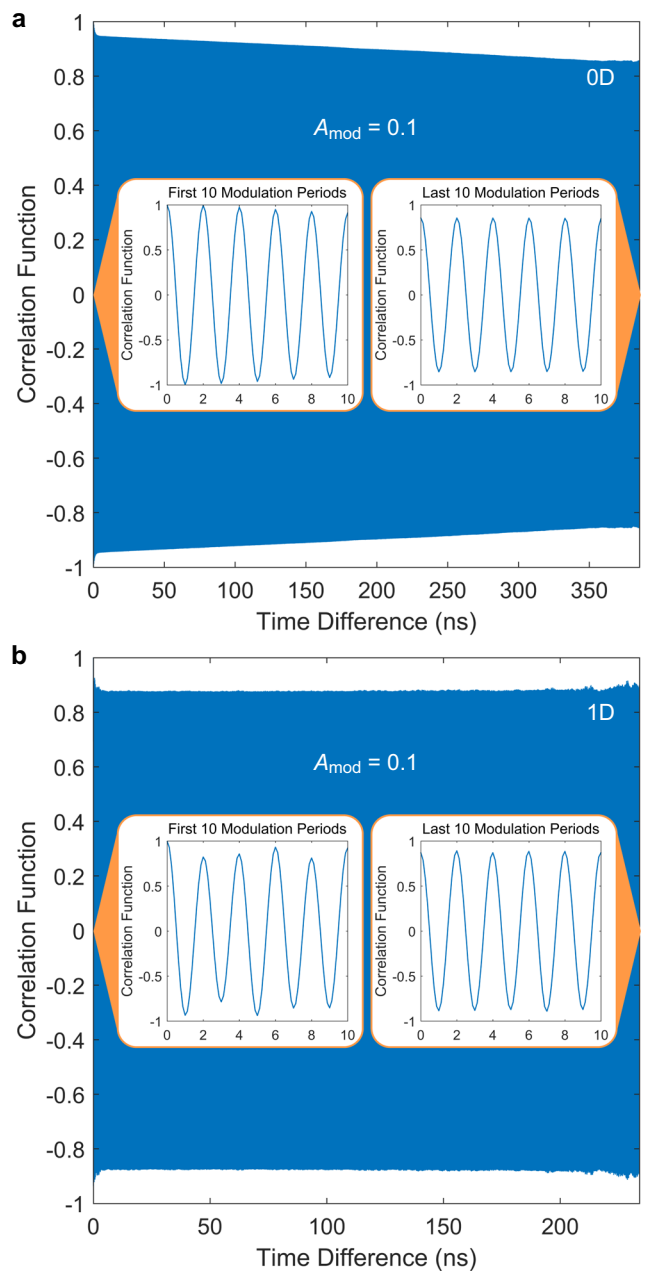 a
1
0.8
0.6
0.4
0.2
0
-0.2
-0.4
-0.6
-0.8
-1
Correlation Function
0D
A_mod = 0.1
First 10 Modulation Periods
1
0.5
0
-0.5
-1
Correlation Function
0 2 4 6 8 10
Last 10 Modulation Periods
1
0.5
0
-0.5
-1
Correlation Function
0 2 4 6 8 10
0 50 100 150 200 250 300 350
Time Difference (ns)
b
1
0.8
0.6
0.4
0.2
0
-0.2
-0.4
-0.6
-0.8
-1
Correlation Function
1D
A_mod = 0.1
First 10 Modulation Periods
1
0.5
0
-0.5
-1
Correlation Function
0 2 4 6 8 10
Last 10 Modulation Periods
1
0.5
0
-0.5
-1
Correlation Function
0 2 4 6 8 10
0 50 100 150 200
Time Difference (ns)